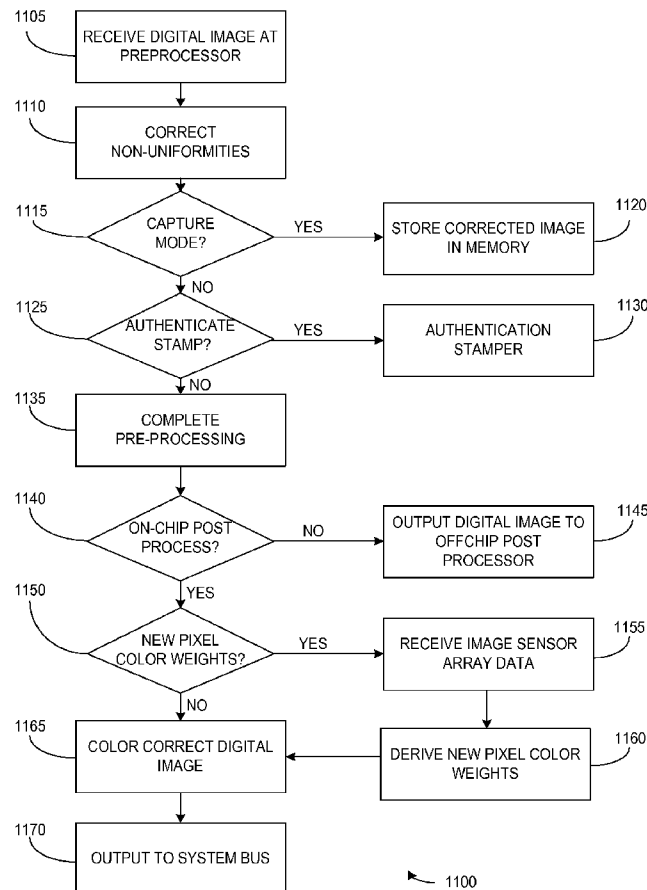 1105
RECEIVE DIGITAL IMAGE AT
PREPROCESSOR
1110
CORRECT
NON-UNIFORMITIES
1115
CAPTURE
MODE?
YES
STORE CORRECTED IMAGE
IN MEMORY
1120
NO
1125
AUTHENTICATE
STAMP?
YES
AUTHENTICATION
STAMPER
1130
NO
1135
COMPLETE
PRE-PROCESSING
1140
ON-CHIP POST
PROCESS?
NO
OUTPUT DIGITAL IMAGE TO
OFFCHIP POST
PROCESSOR
1145
YES
1150
NEW PIXEL
COLOR WEIGHTS?
YES
RECEIVE IMAGE SENSOR
ARRAY DATA
1155
NO
1165
COLOR CORRECT DIGITAL
IMAGE
DERIVE NEW PIXEL COLOR
WEIGHTS
1160
1170
OUTPUT TO SYSTEM BUS
1100